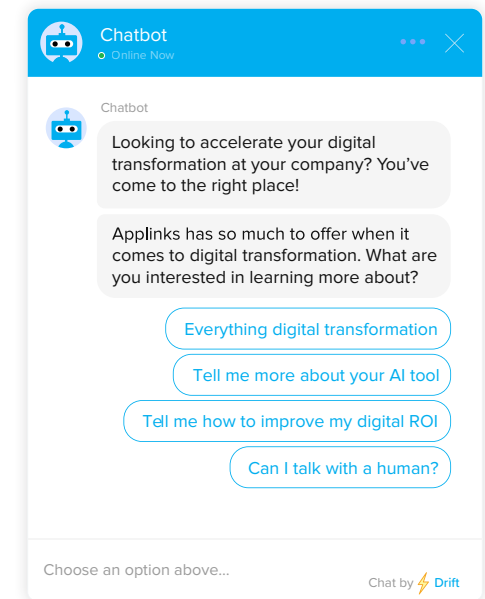 Chatbot
Online Now
Chatbot
Looking to accelerate your digital
transformation at your company? You’ve
come to the right place!
Applinks has so much to offer when it
comes to digital transformation. What are
you interested in learning more about?
Everything digital transformation
Tell me more about your AI tool
Tell me how to improve my digital ROI
Can I talk with a human?
Choose an option above...
Chat by Drift